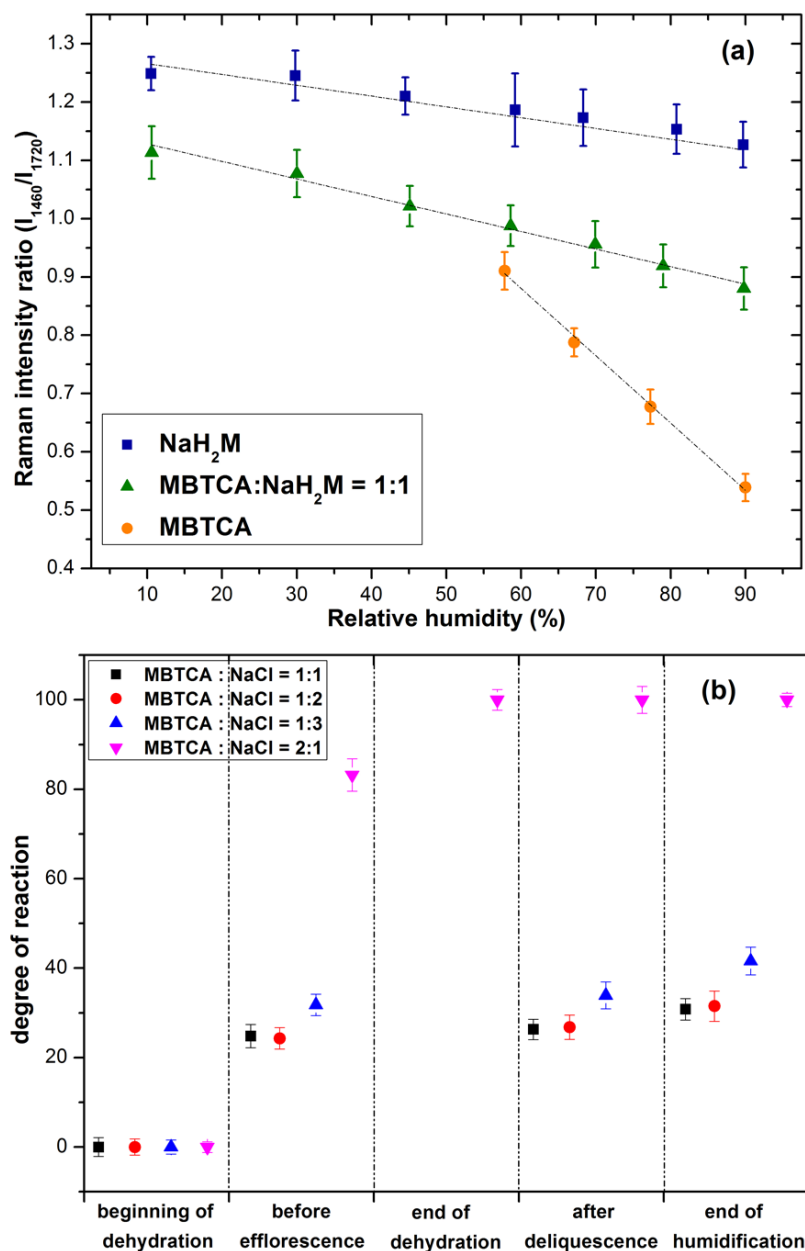 (a)
Raman intensity ratio (I1460/I1720)
1.3
1.2
1.1
1.0
0.9
0.8
0.7
0.6
0.5
0.4
NaH2M
MBTCA:NaH2M = 1:1
MBTCA
10 20 30 40 50 60 70 80 90
Relative humidity (%)
(b)
MBTCA : NaCl = 1:1
MBTCA : NaCl = 1:2
MBTCA : NaCl = 1:3
MBTCA : NaCl = 2:1
degree of reaction
100
80
60
40
20
0
beginning of
dehydration
before
efflorescence
end of
dehydration
after
deliquescence
end of
humidification